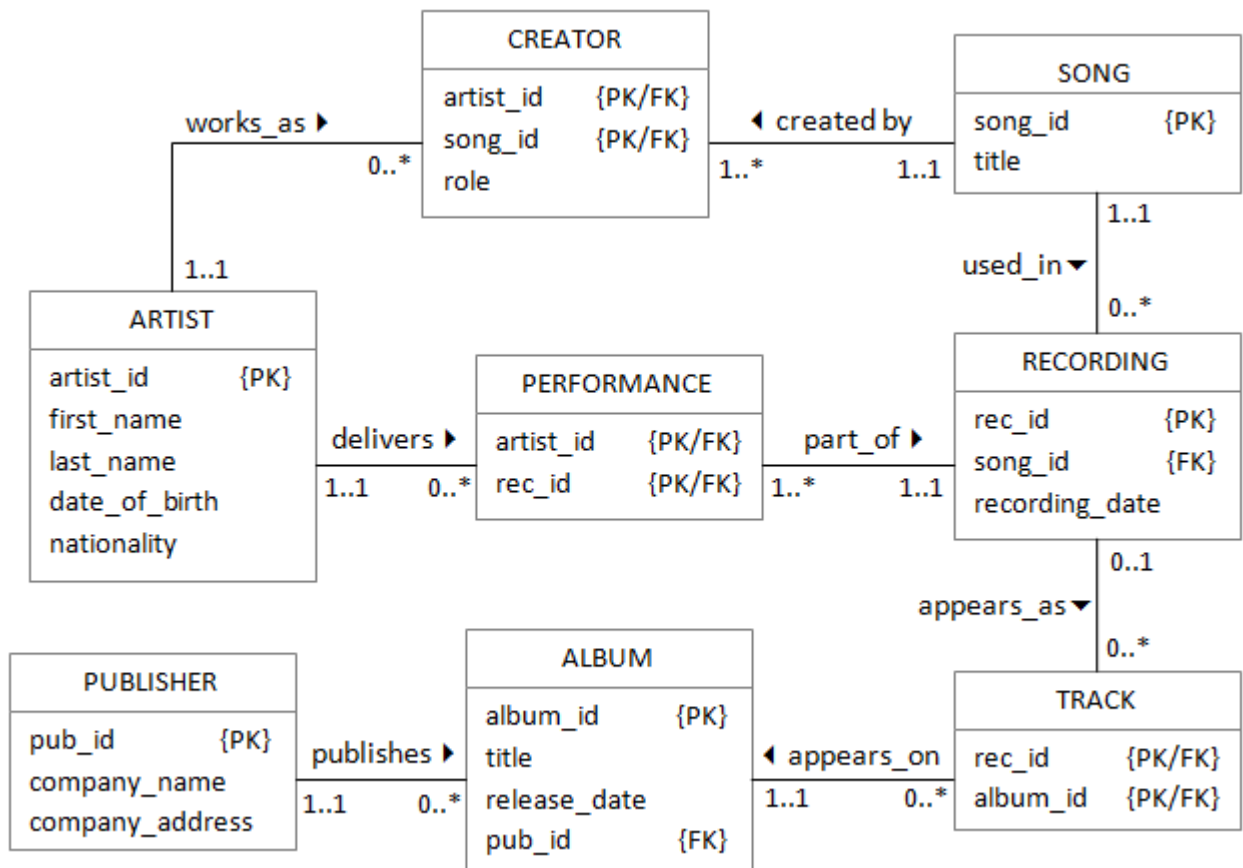 CREATOR
artist_id {PK/FK}
song_id {PK/FK}
role
SONG
song_id {PK}
title
works_as ▶
0..*
1..1
◀ created by
1..*
1..1
1..1
used_in ▼
0..*
ARTIST
artist_id {PK}
first_name
last_name
date_of_birth
nationality
delivers ▶
1..1
0..*
PERFORMANCE
artist_id {PK/FK}
rec_id {PK/FK}
part_of ▶
1..*
1..1
RECORDING
rec_id {PK}
song_id {FK}
recording_date
0..1
appears_as ▼
0..*
PUBLISHER
pub_id {PK}
company_name
company_address
publishes ▶
1..1
0..*
ALBUM
album_id {PK}
title
release_date
pub_id {FK}
◀ appears_on
1..1
0..*
TRACK
rec_id {PK/FK}
album_id {PK/FK}